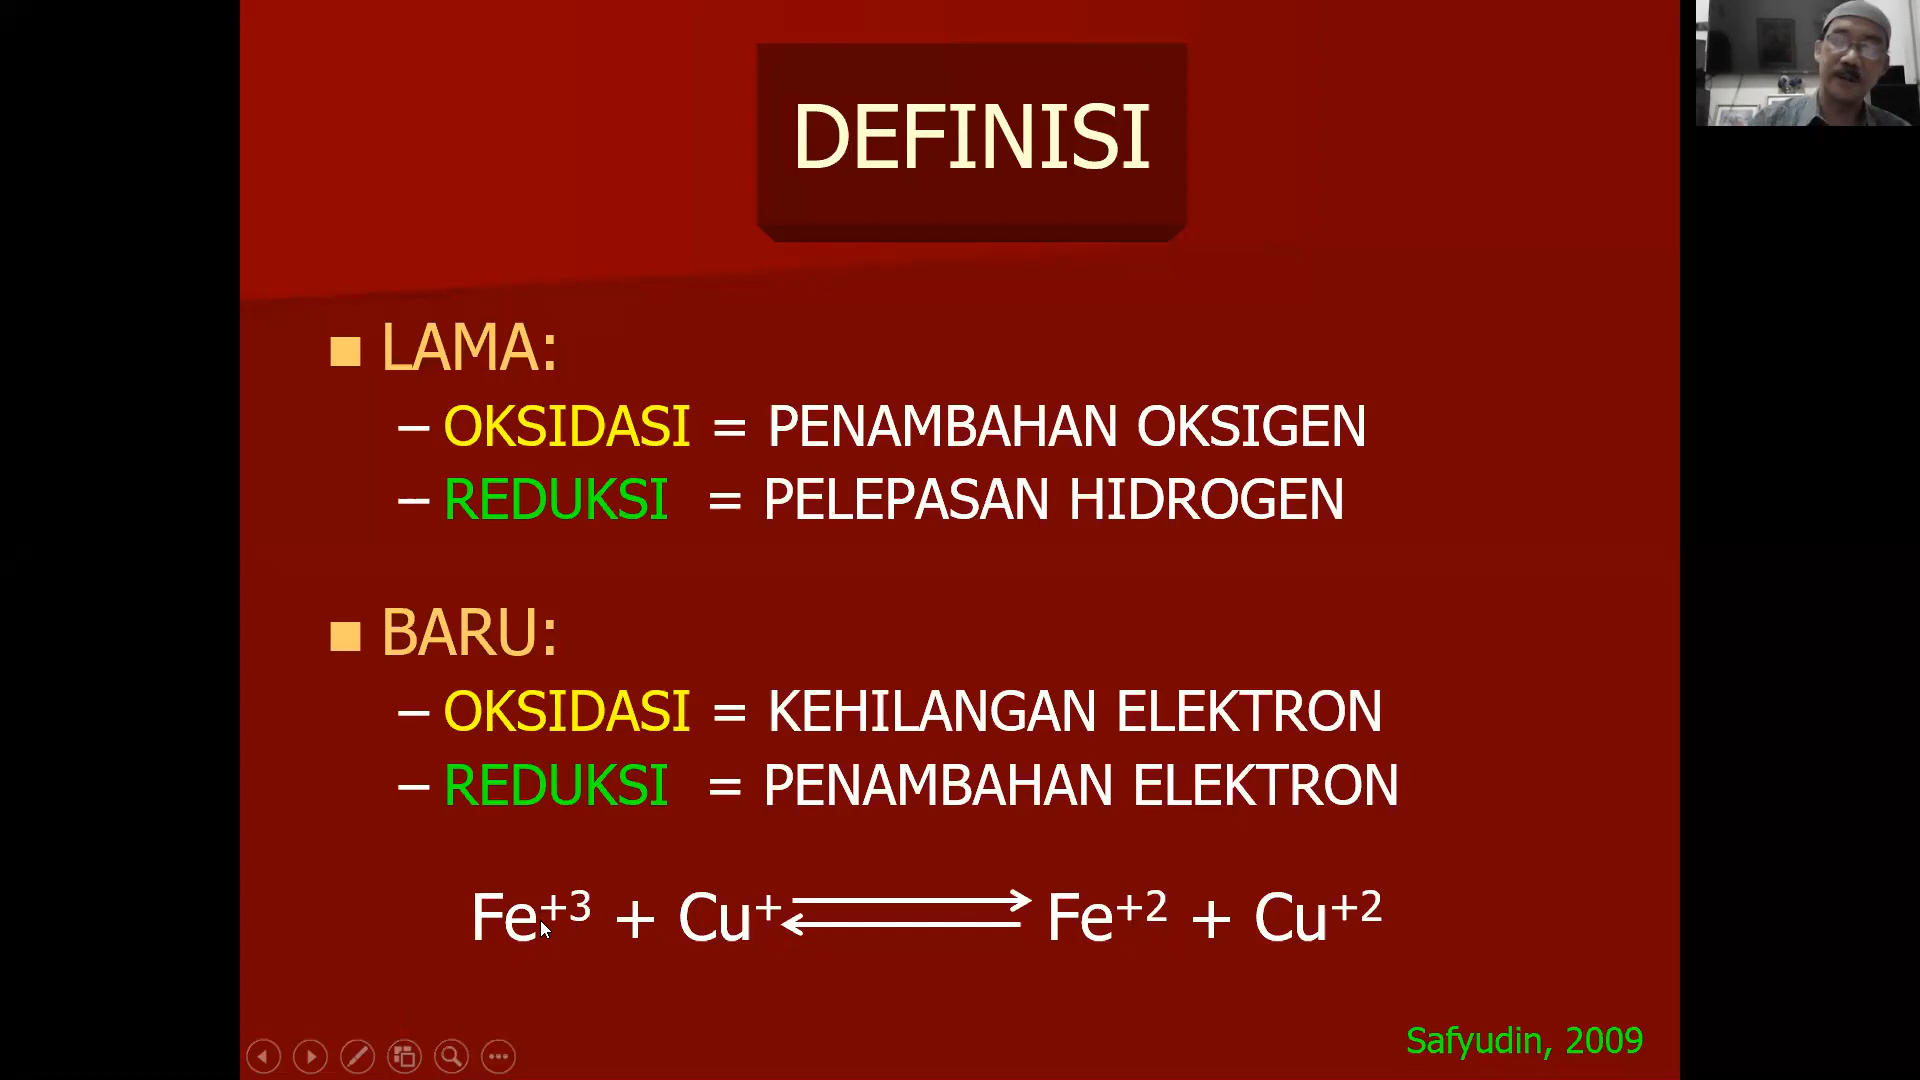 DEFINISI
■ LAMA:
– OKSIDASI = PENAMBAHAN OKSIGEN
– REDUKSI = PELEPASAN HIDROGEN
■ BARU:
– OKSIDASI = KEHILANGAN ELEKTRON
– REDUKSI = PENAMBAHAN ELEKTRON
Fe⁺³ + Cu⁺ ⇌ Fe⁺² + Cu⁺²
Safyudin, 2009